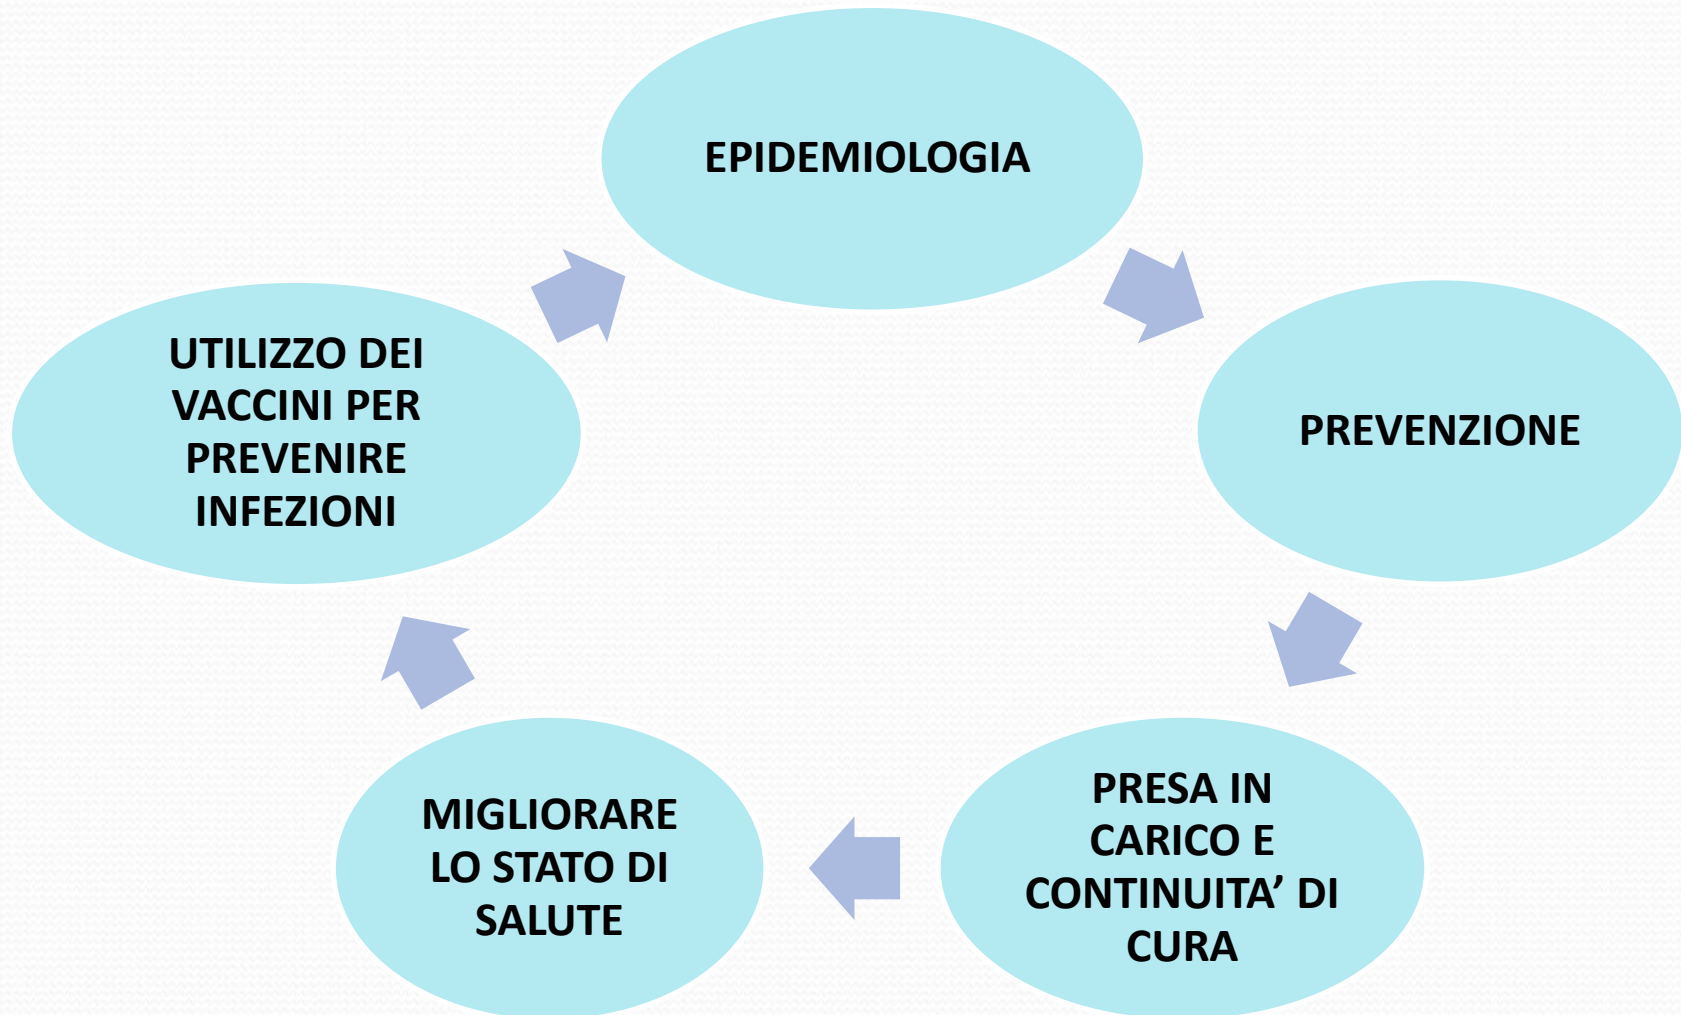 EPIDEMIOLOGIA
PREVENZIONE
PRESA IN
CARICO E
CONTINUITA’ DI
CURA
MIGLIORARE
LO STATO DI
SALUTE
UTILIZZO DEI
VACCINI PER
PREVENIRE
INFEZIONI